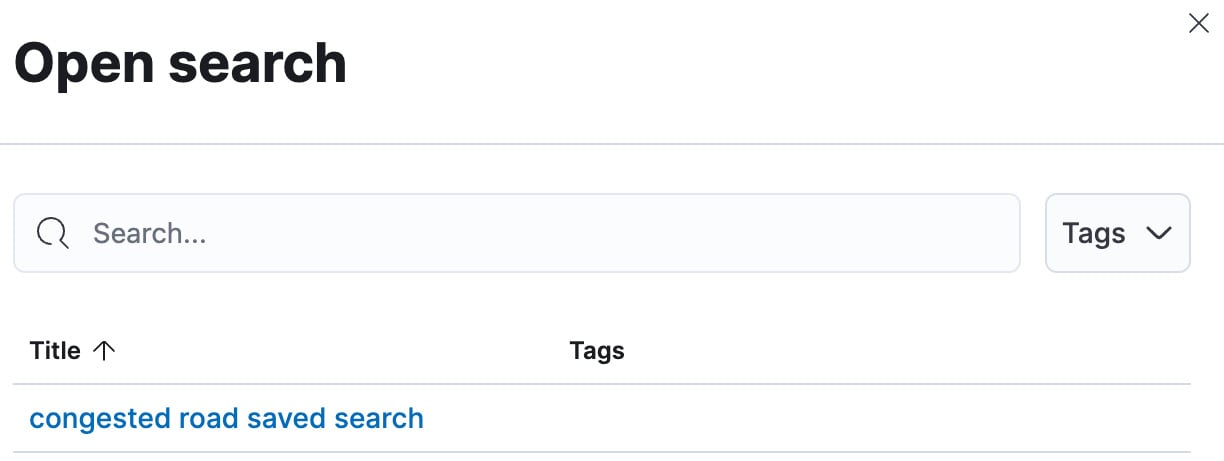 Open search
Search...
Tags
Title Tags
congested road saved search